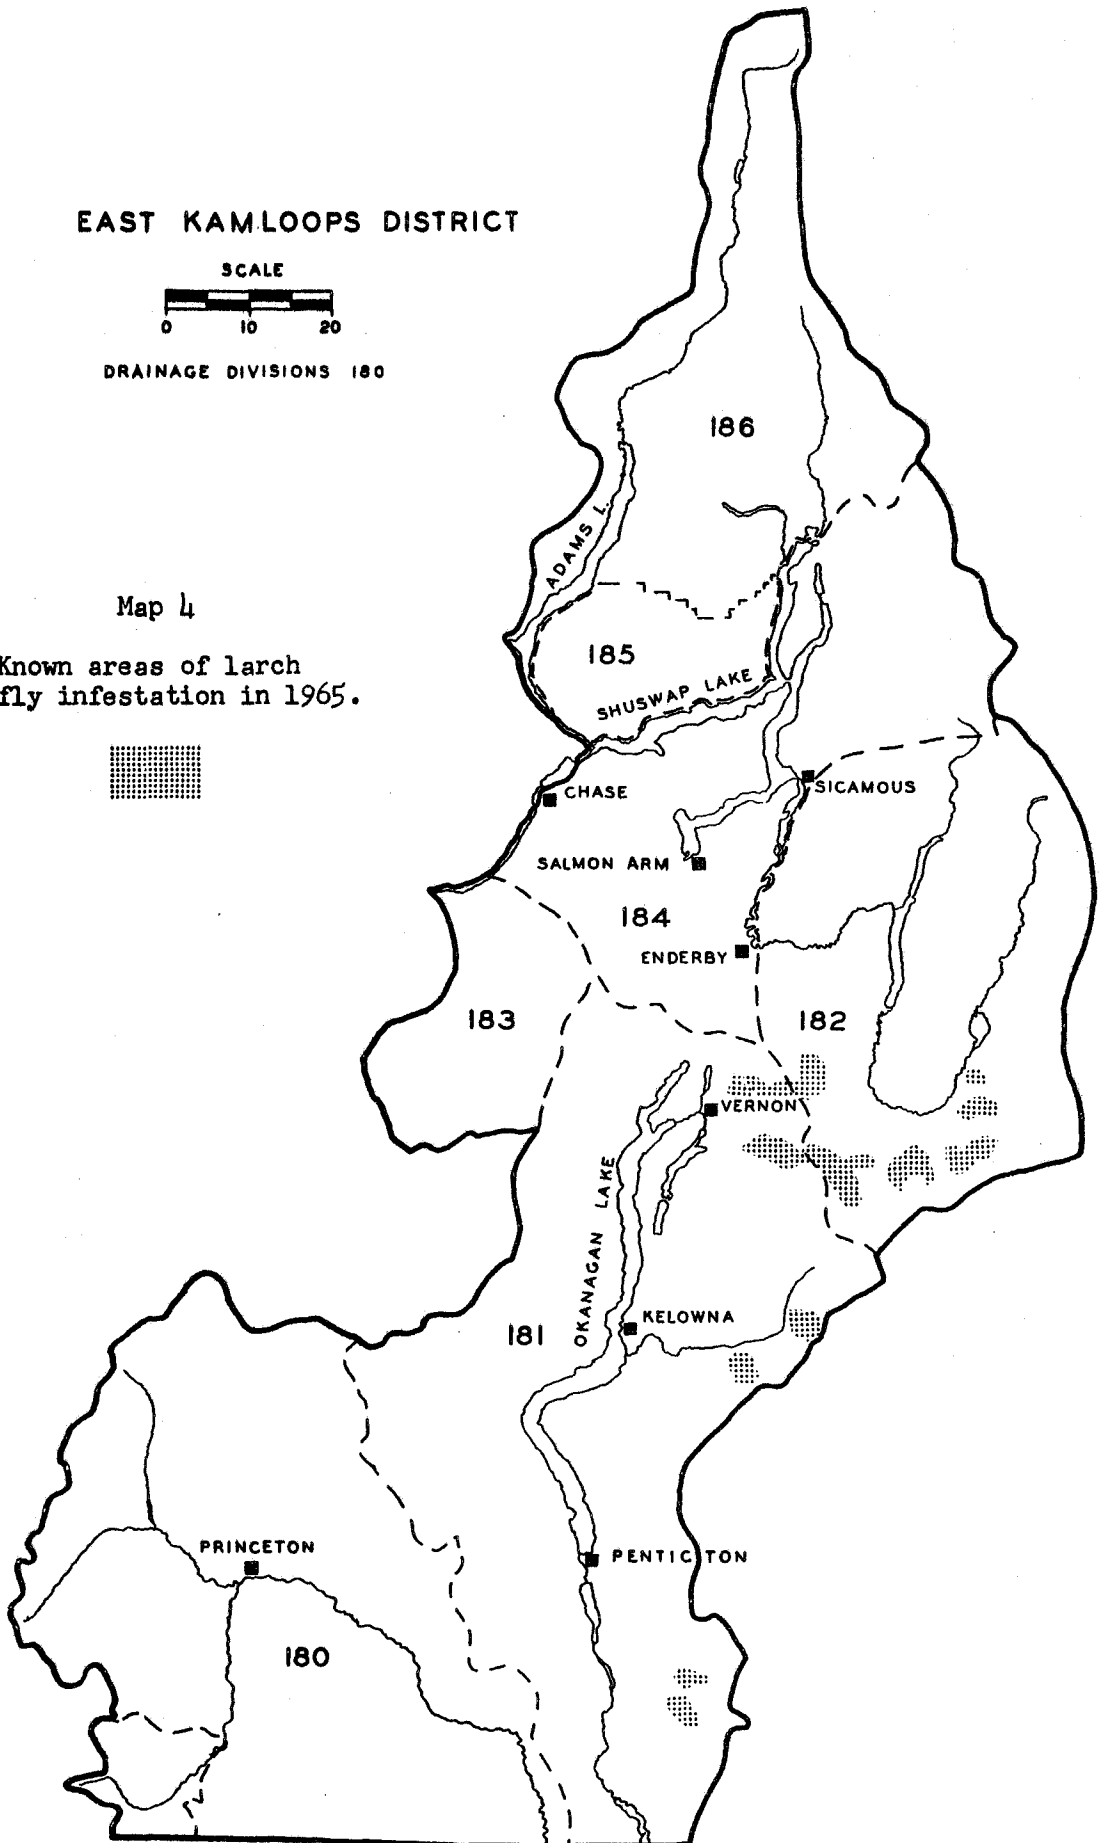 EAST KAMLOOPS DISTRICT
SCALE
0 10 20
DRAINAGE DIVISIONS 180
186
ADAMS L.
Map 4
Known areas of larch
fly infestation in 1965.
185
SHUSWAP LAKE
CHASE
SICAMOUS
SALMON ARM
184
ENDERBY
183
182
VERNON
OKANAGAN LAKE
KELOWNA
181
PRINCETON
PENTICTON
180